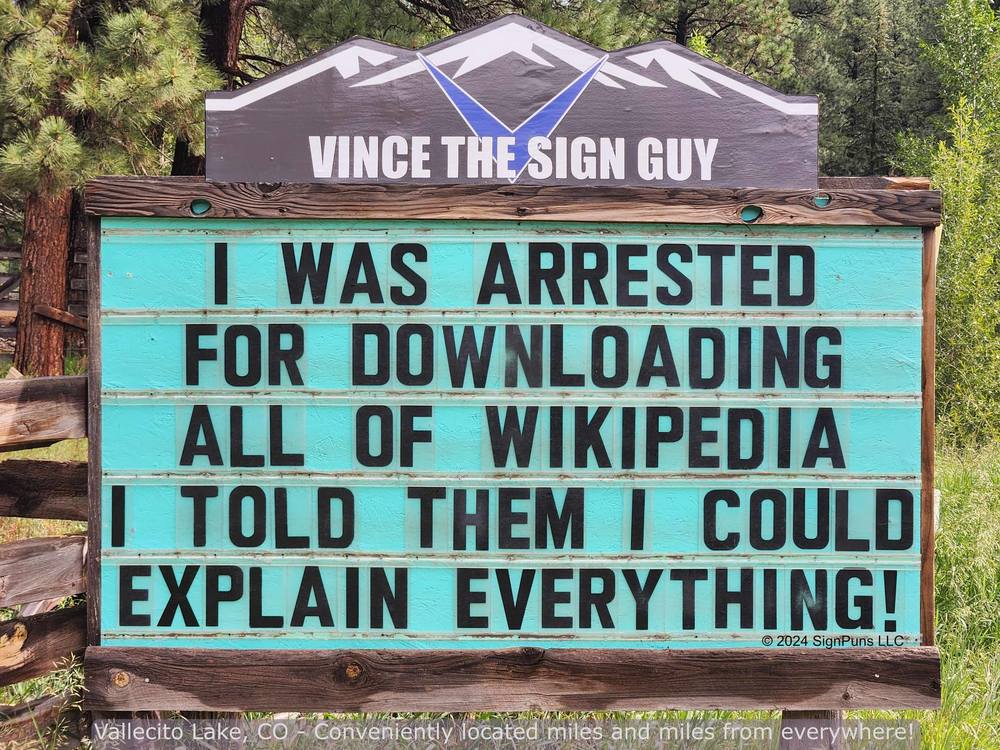 VINCE THE SIGN GUY
I WAS ARRESTED
FOR DOWNLOADING
ALL OF WIKIPEDIA
I TOLD THEM I COULD
EXPLAIN EVERYTHING!
© 2024 SignPuns LLC
Vallecito Lake, CO - Conveniently located miles and miles from everywhere!